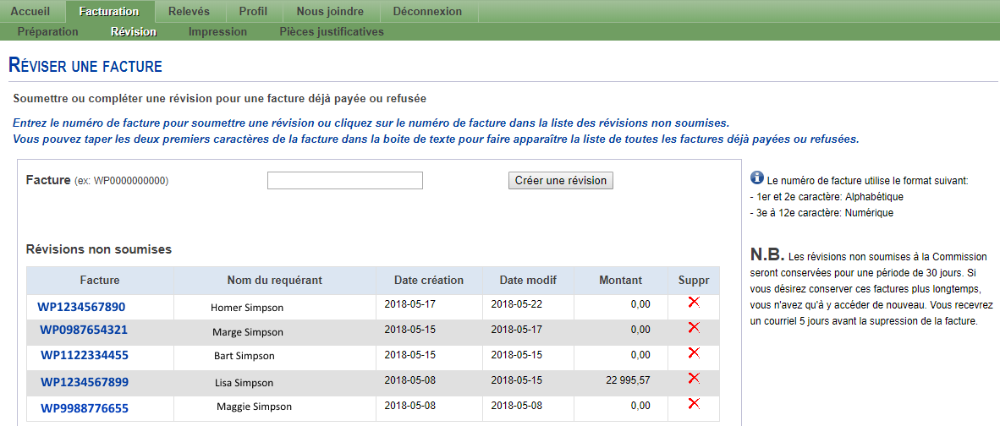 Accueil Facturation Relevés Profil Nous joindre Déconnexion
Préparation Révision Impression Pièces justificatives
RÉVISER UNE FACTURE
Soumettre ou compléter une révision pour une facture déjà payée ou refusée
Entrez le numéro de facture pour soumettre une révision ou cliquez sur le numéro de facture dans la liste des révisions non soumises.
Vous pouvez taper les deux premiers caractères de la facture dans la boite de texte pour faire apparaître la liste de toutes les factures déjà payées ou refusées.
Facture (ex: WP0000000000) Créer une révision
Révisions non soumises
Facture Nom du requérant Date création Date modif Montant Suppr
WP1234567890 Homer Simpson 2018-05-17 2018-05-22 0,00
WP0987654321 Marge Simpson 2018-05-15 2018-05-17 0,00
WP1122334455 Bart Simpson 2018-05-15 2018-05-15 0,00
WP1234567899 Lisa Simpson 2018-05-08 2018-05-15 22 995,57
WP9988776655 Maggie Simpson 2018-05-08 2018-05-08 0,00
Le numéro de facture utilise le format suivant:
- 1er et 2e caractère: Alphabétique
- 3e à 12e caractère: Numérique
N.B. Les révisions non soumises á la Commission
seront conservées pour une période de 30 jours. Si
vous désirez conserver ces factures plus longtemps,
vous n'avez qu'à y accéder de nouveau. Vous recevrez
un courriel 5 jours avant la supression de la facture.